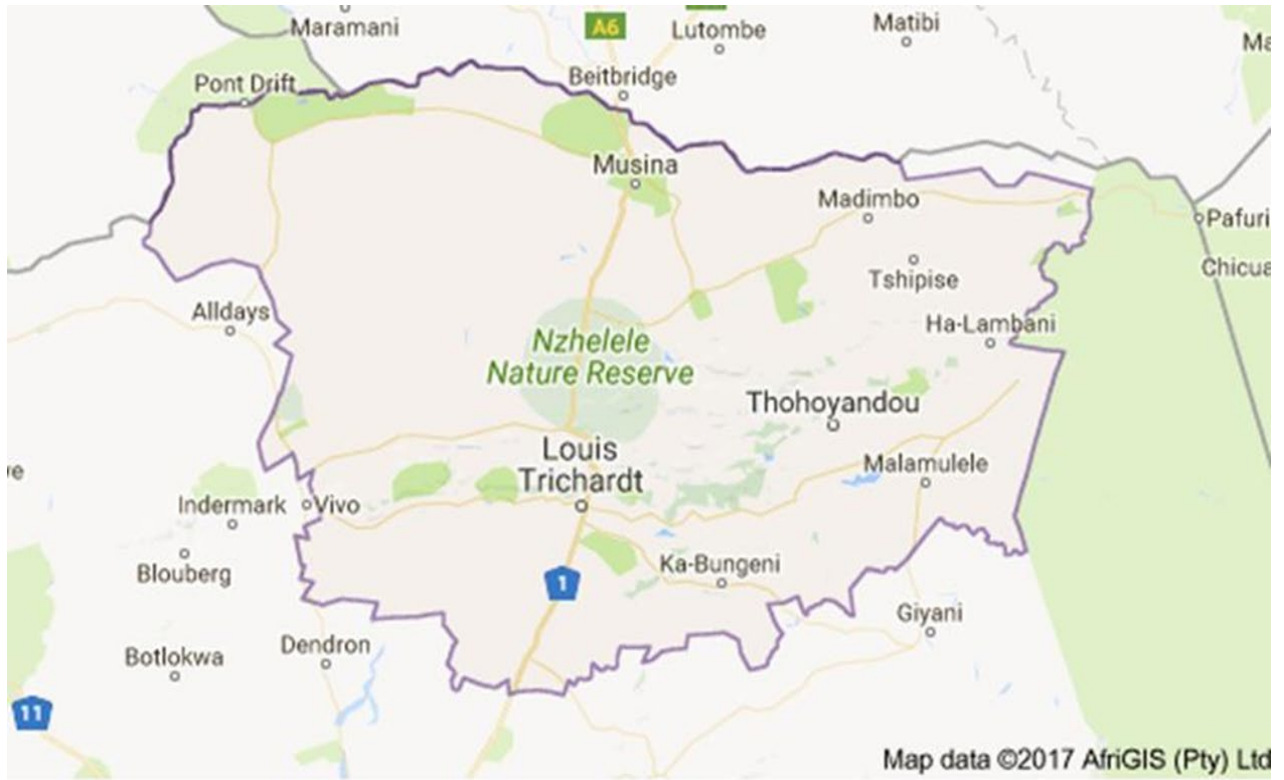 Maramani
A6
Lutombe
Matibi
Ma
Pont Drift
Beitbridge
Musina
Madimbo
Pafuri
Tshipise
Chicua
Alldays
Ha-Lambani
Nzhelele
Nature Reserve
Thohoyandou
Louis
Trichardt
Malamulele
Indermark
Vivo
Blouberg
1
Ka-Bungeni
Giyani
Dendron
Botlokwa
11
Map data ©2017 AfriGIS (Pty) Ltd